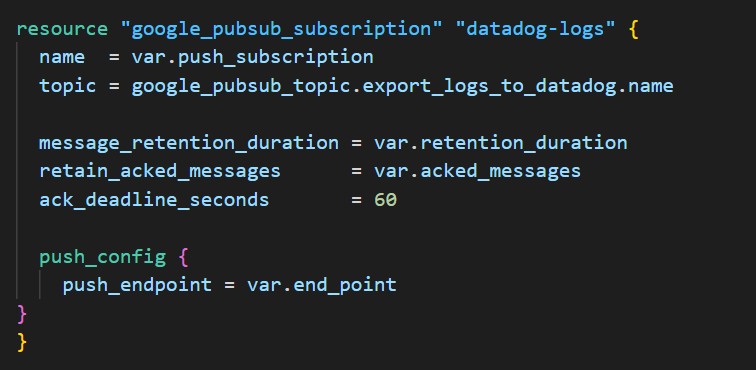 resource "google_pubsub_subscription" "datadog-logs" {
  name  = var.push_subscription
  topic = google_pubsub_topic.export_logs_to_datadog.name

  message_retention_duration = var.retention_duration
  retain_acked_messages      = var.acked_messages
  ack_deadline_seconds       = 60

  push_config {
    push_endpoint = var.end_point
}
}